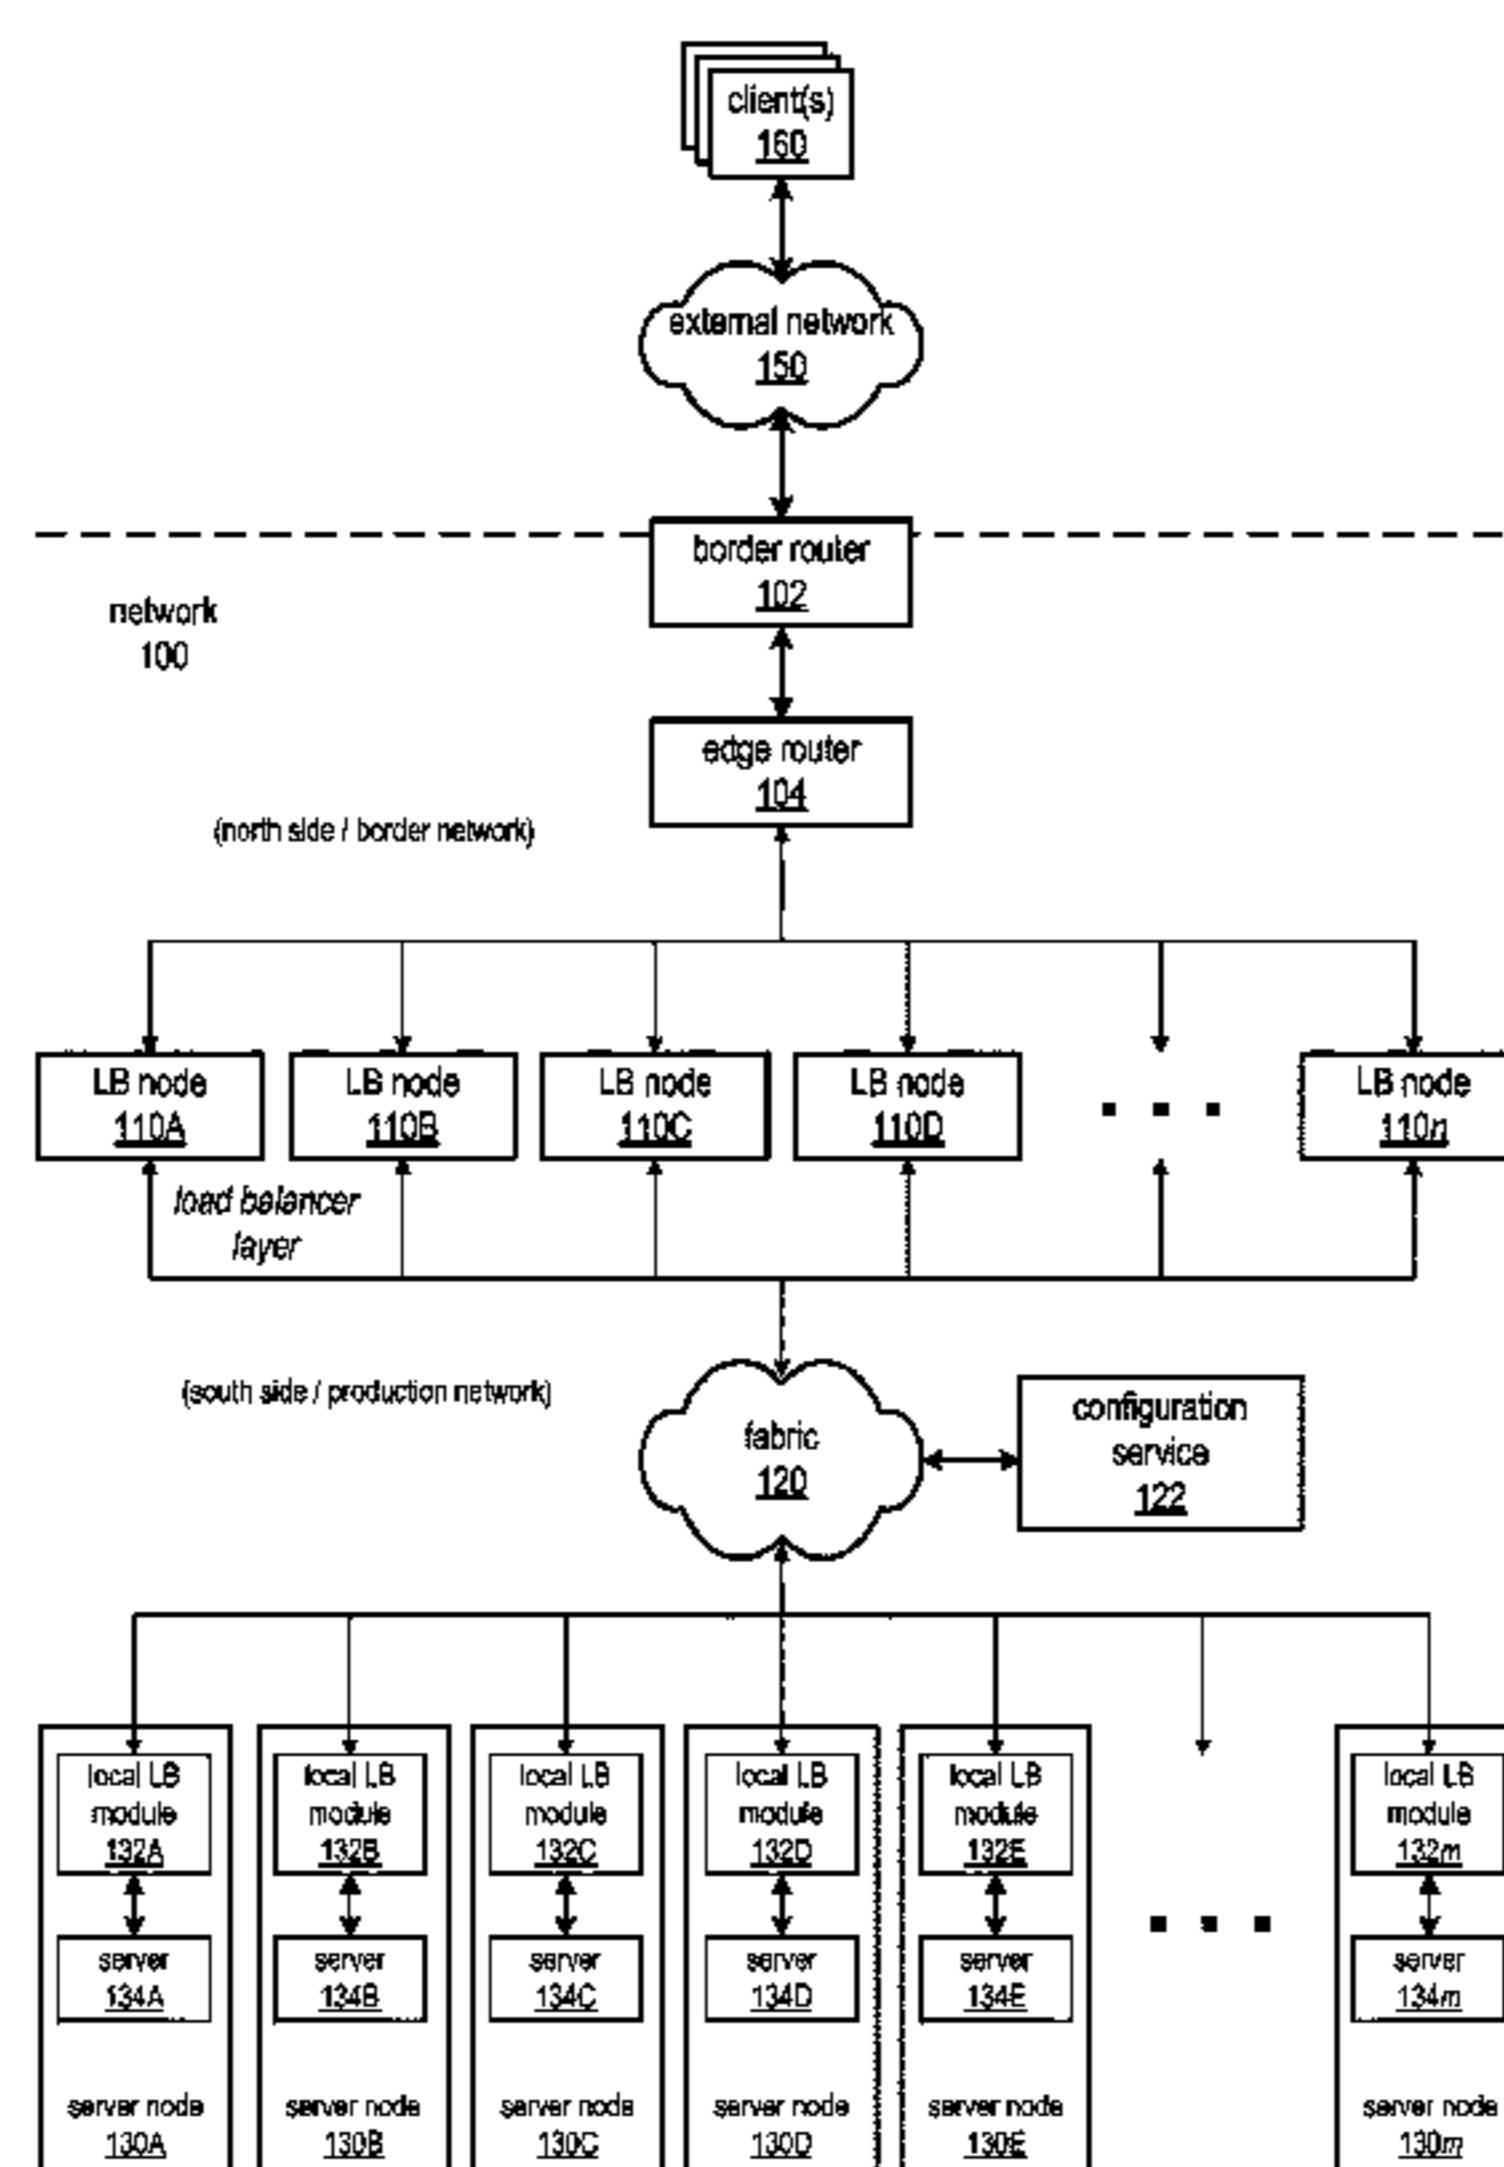 client(s)
160
external network
150
border router
102
network
100
edge router
104
(north side / border network)
LB node
110A
LB node
110B
LB node
110C
LB node
110D
LB node
110n
load balancer
layer
(south side / production network)
fabric
120
configuration
service
122
local LB
module
132A
local LB
module
132B
local LB
module
132C
local LB
module
132D
local LB
module
132E
local LB
module
132m
server
134A
server
134B
server
134C
server
134D
server
134E
server
134m
server node
130A
server node
130B
server node
130C
server node
130D
server node
130E
server node
130m